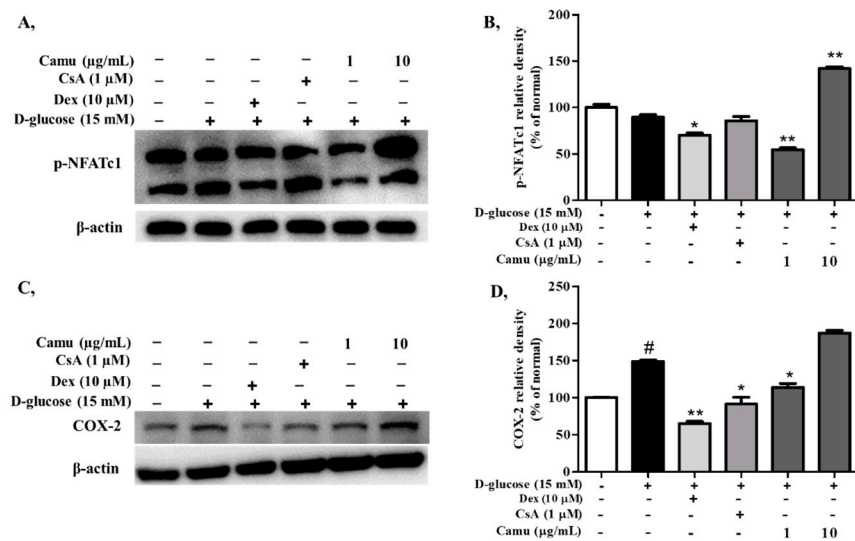 A,
Camu (µg/mL) – – – – 1 10
CsA (1 µM) – – – + – –
Dex (10 µM) – – + – – –
D-glucose (15 mM) – + + + + +
p-NFATc1
β-actin
B,
p-NFATc1 relative density
(% of normal)
200
150
100
50
0
*
**
**
D-glucose (15 mM) - + + + + +
Dex (10 µM) - - + - - -
CsA (1 µM) - - - + - -
Camu (µg/mL) - - - - 1 10
C,
Camu (µg/mL) – – – – 1 10
CsA (1 µM) – – – + – –
Dex (10 µM) – – + – – –
D-glucose (15 mM) – + + + + +
COX-2
β-actin
D,
COX-2 relative density
(% of normal)
250
200
150
100
50
0
#
**
*
*
D-glucose (15 mM) - + + + + +
Dex (10 µM) - - + - - -
CsA (1 µM) - - - + - -
Camu (µg/mL) - - - - 1 10